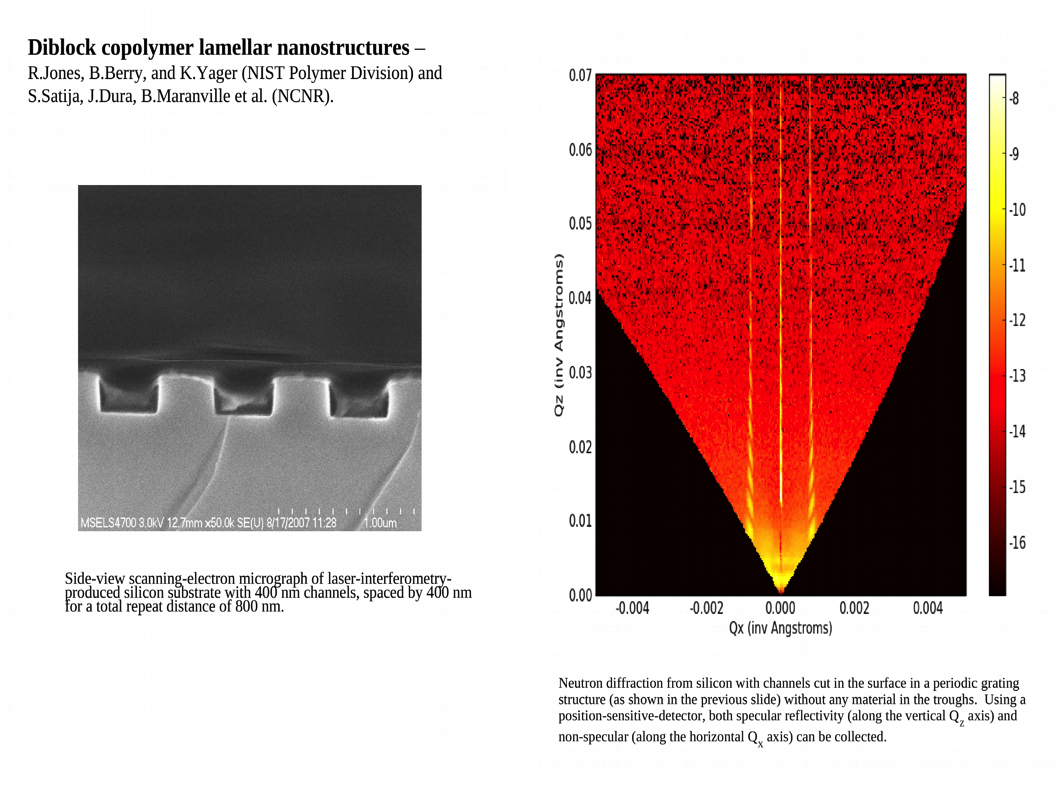 Diblock copolymer lamellar nanostructures –
R.Jones, B.Berry, and K.Yager (NIST Polymer Division) and
S.Satija, J.Dura, B.Maranville et al. (NCNR).
MSELS4700 3.0kV 12.7mm x50.0k SE(U) 8/17/2007 11:28 1.00um
Side-view scanning-electron micrograph of laser-interferometry-
produced silicon substrate with 400 nm channels, spaced by 400 nm
for a total repeat distance of 800 nm.
0.07
0.06
0.05
0.04
0.03
0.02
0.01
0.00
Qz (inv Angstroms)
-0.004 -0.002 0.000 0.002 0.004
Qx (inv Angstroms)
-8
-9
-10
-11
-12
-13
-14
-15
-16
Neutron diffraction from silicon with channels cut in the surface in a periodic grating
structure (as shown in the previous slide) without any material in the troughs. Using a
position-sensitive-detector, both specular reflectivity (along the vertical Qz axis) and
non-specular (along the horizontal Qx axis) can be collected.